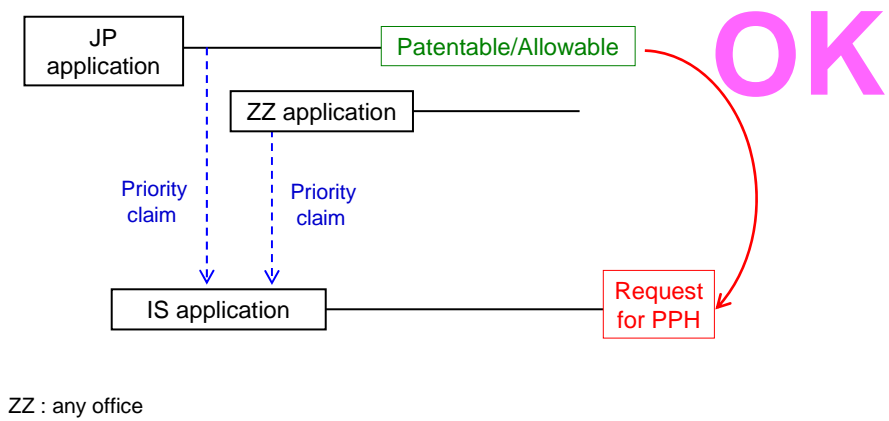 JP
application
Patentable/Allowable
OK
ZZ application
Priority
claim
Priority
claim
IS application
Request
for PPH
ZZ : any office